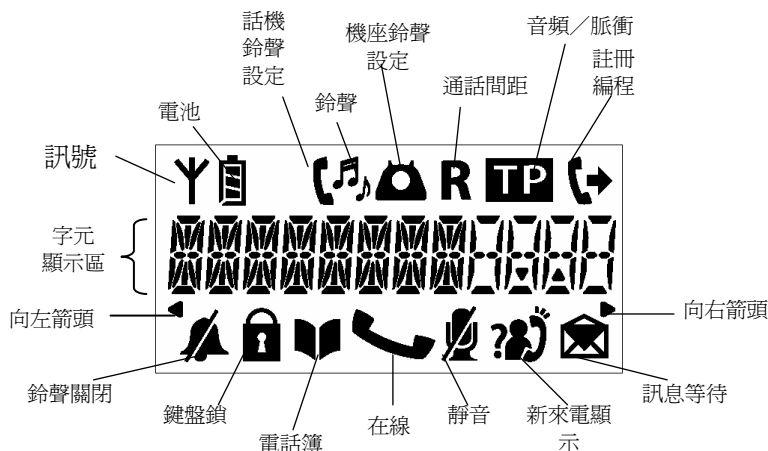 話機
鈴聲
設定
機座鈴聲
設定
音頻／脈衝
註冊
編程
鈴聲
通話間距
電池
訊號
R
TP
字元
顯示區
向左箭頭
向右箭頭
?
鈴聲關閉
鍵盤鎖
電話簿
在線
靜音
新來電顯
示
訊息等待